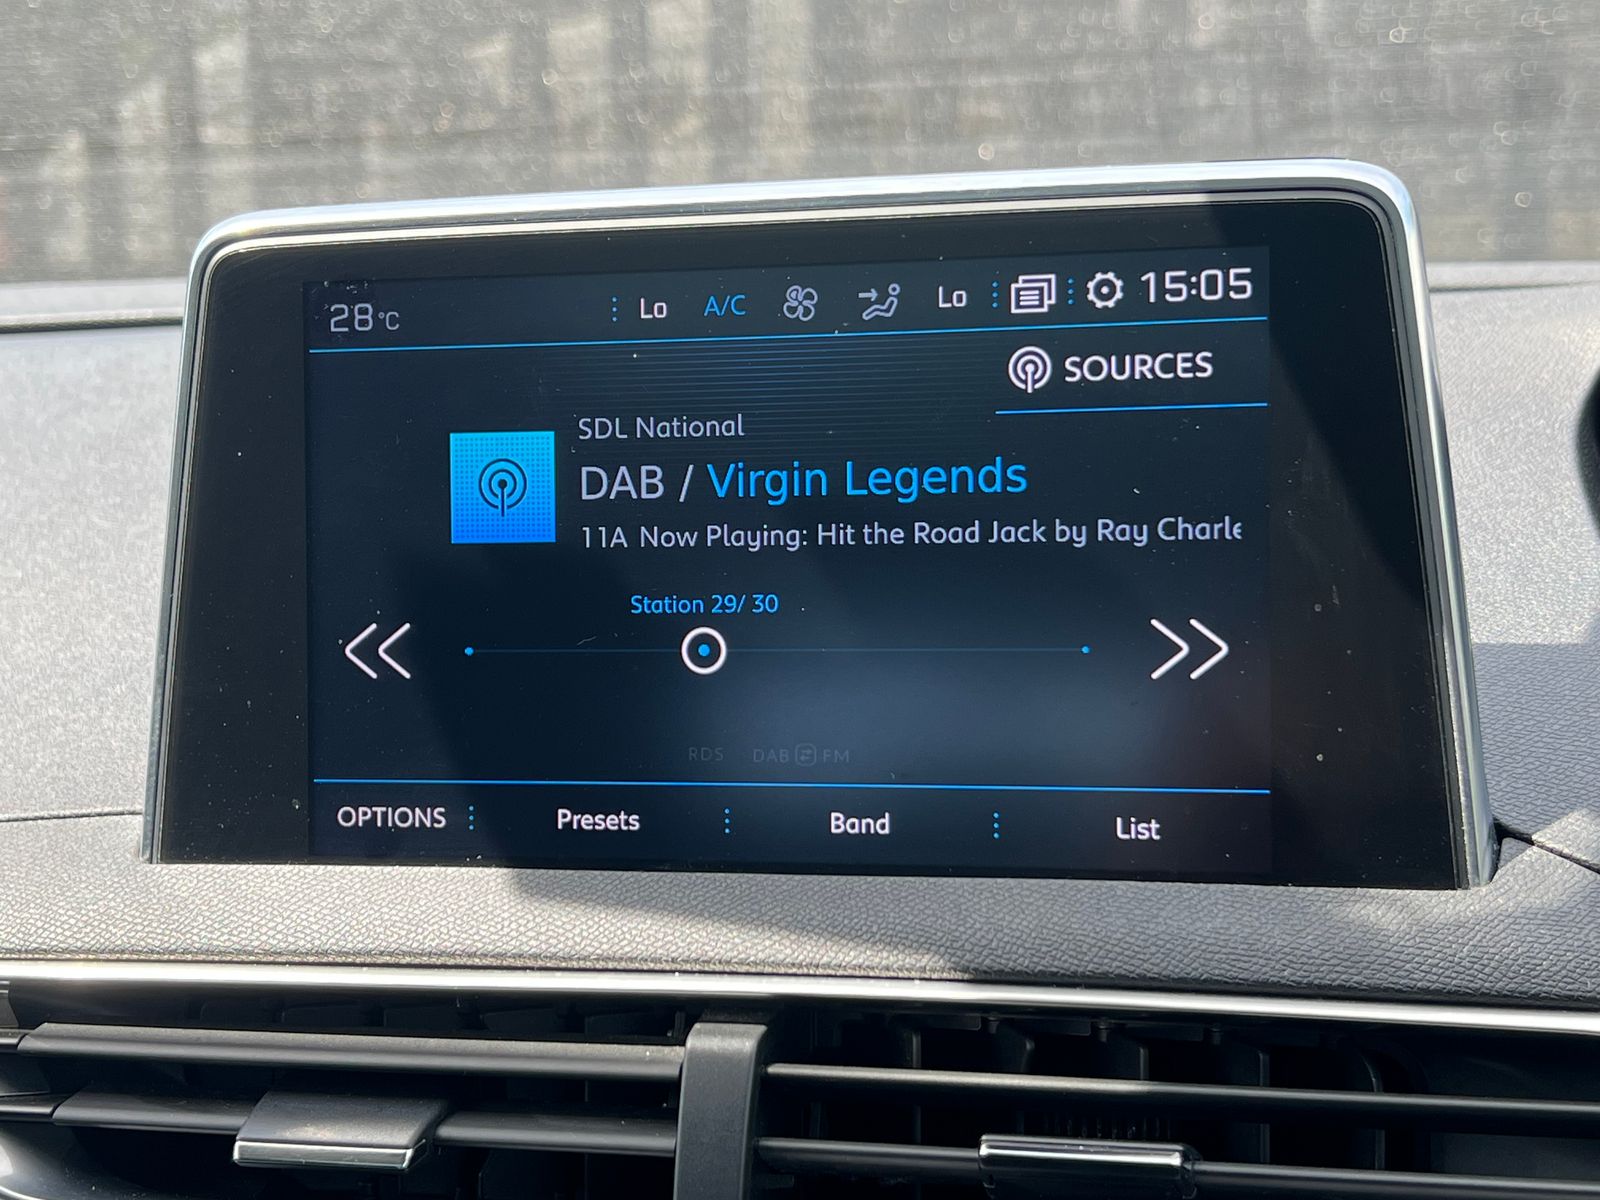 28°C Lo A/C Lo 15:05
SOURCES
SDL National
DAB / Virgin Legends
11A Now Playing: Hit the Road Jack by Ray Charle
Station 29/ 30
RDS DAB FM
OPTIONS Presets Band List